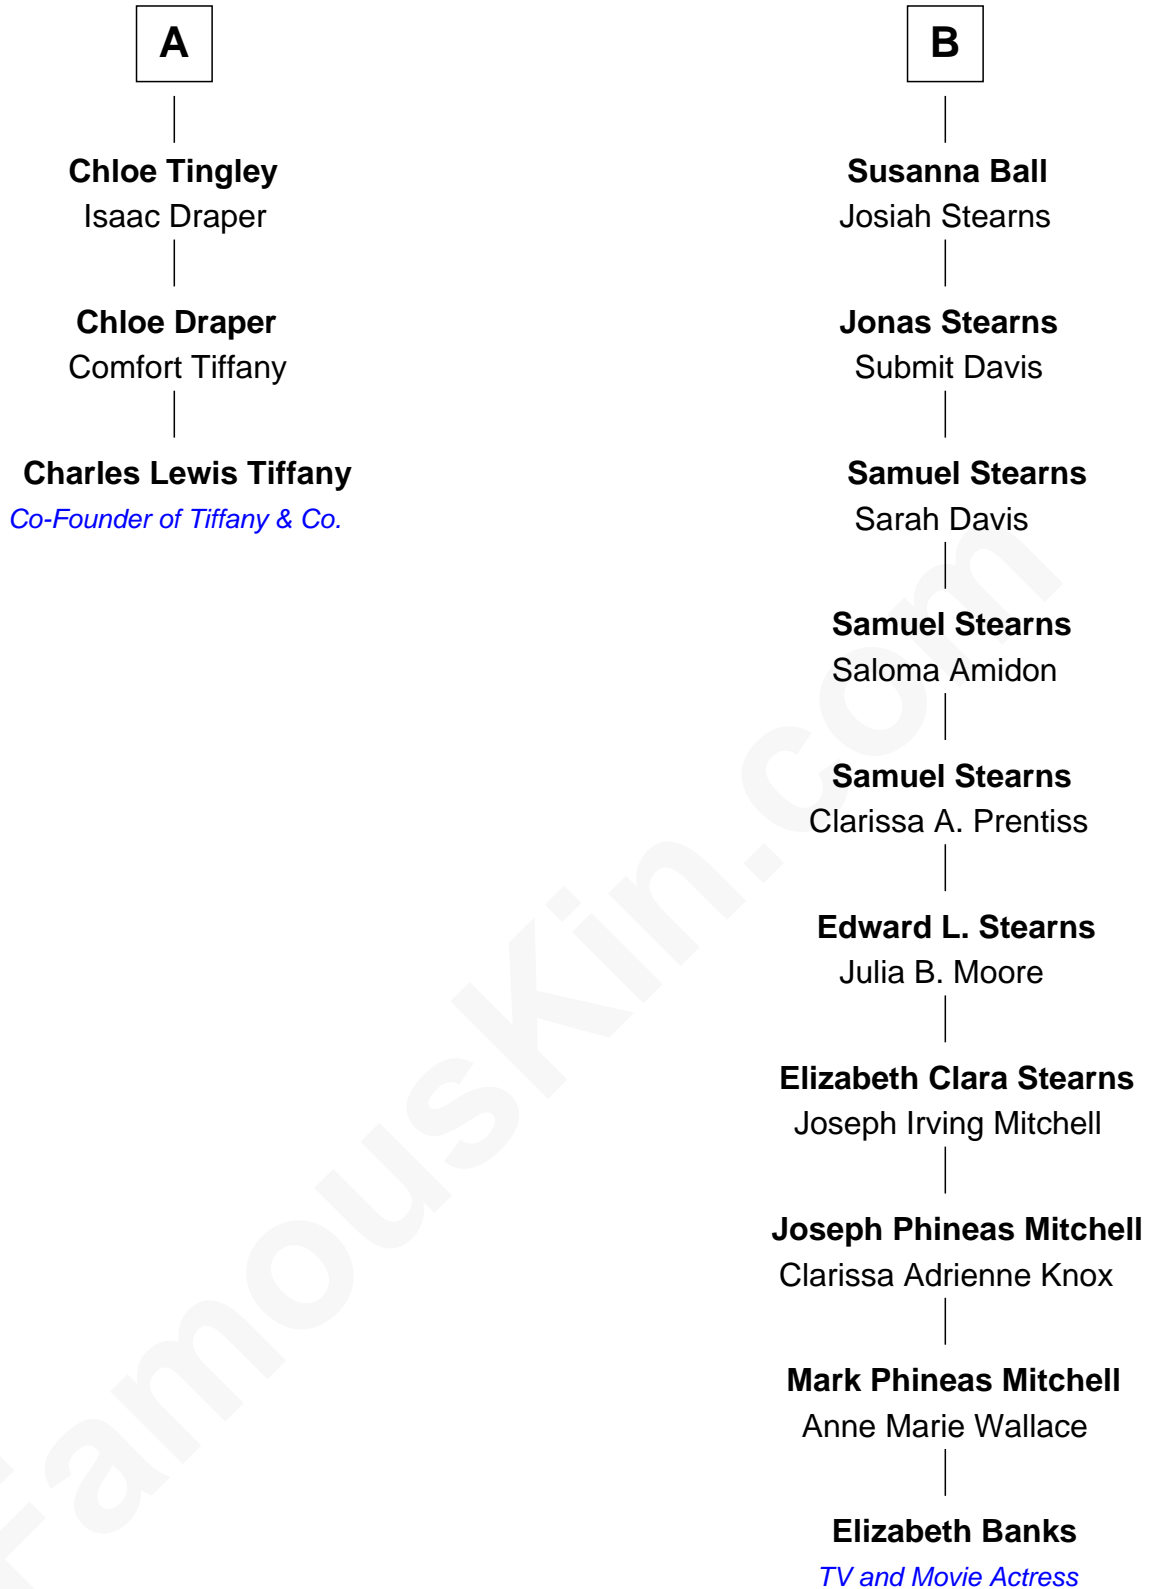 A
Chloe Tingley
Isaac Draper
Chloe Draper
Comfort Tiffany
Charles Lewis Tiffany
Co-Founder of Tiffany & Co.
B
Susanna Ball
Josiah Stearns
Jonas Stearns
Submit Davis
Samuel Stearns
Sarah Davis
Samuel Stearns
Saloma Amidon
Samuel Stearns
Clarissa A. Prentiss
Edward L. Stearns
Julia B. Moore
Elizabeth Clara Stearns
Joseph Irving Mitchell
Joseph Phineas Mitchell
Clarissa Adrienne Knox
Mark Phineas Mitchell
Anne Marie Wallace
Elizabeth Banks
TV and Movie Actress
FamousKin.com